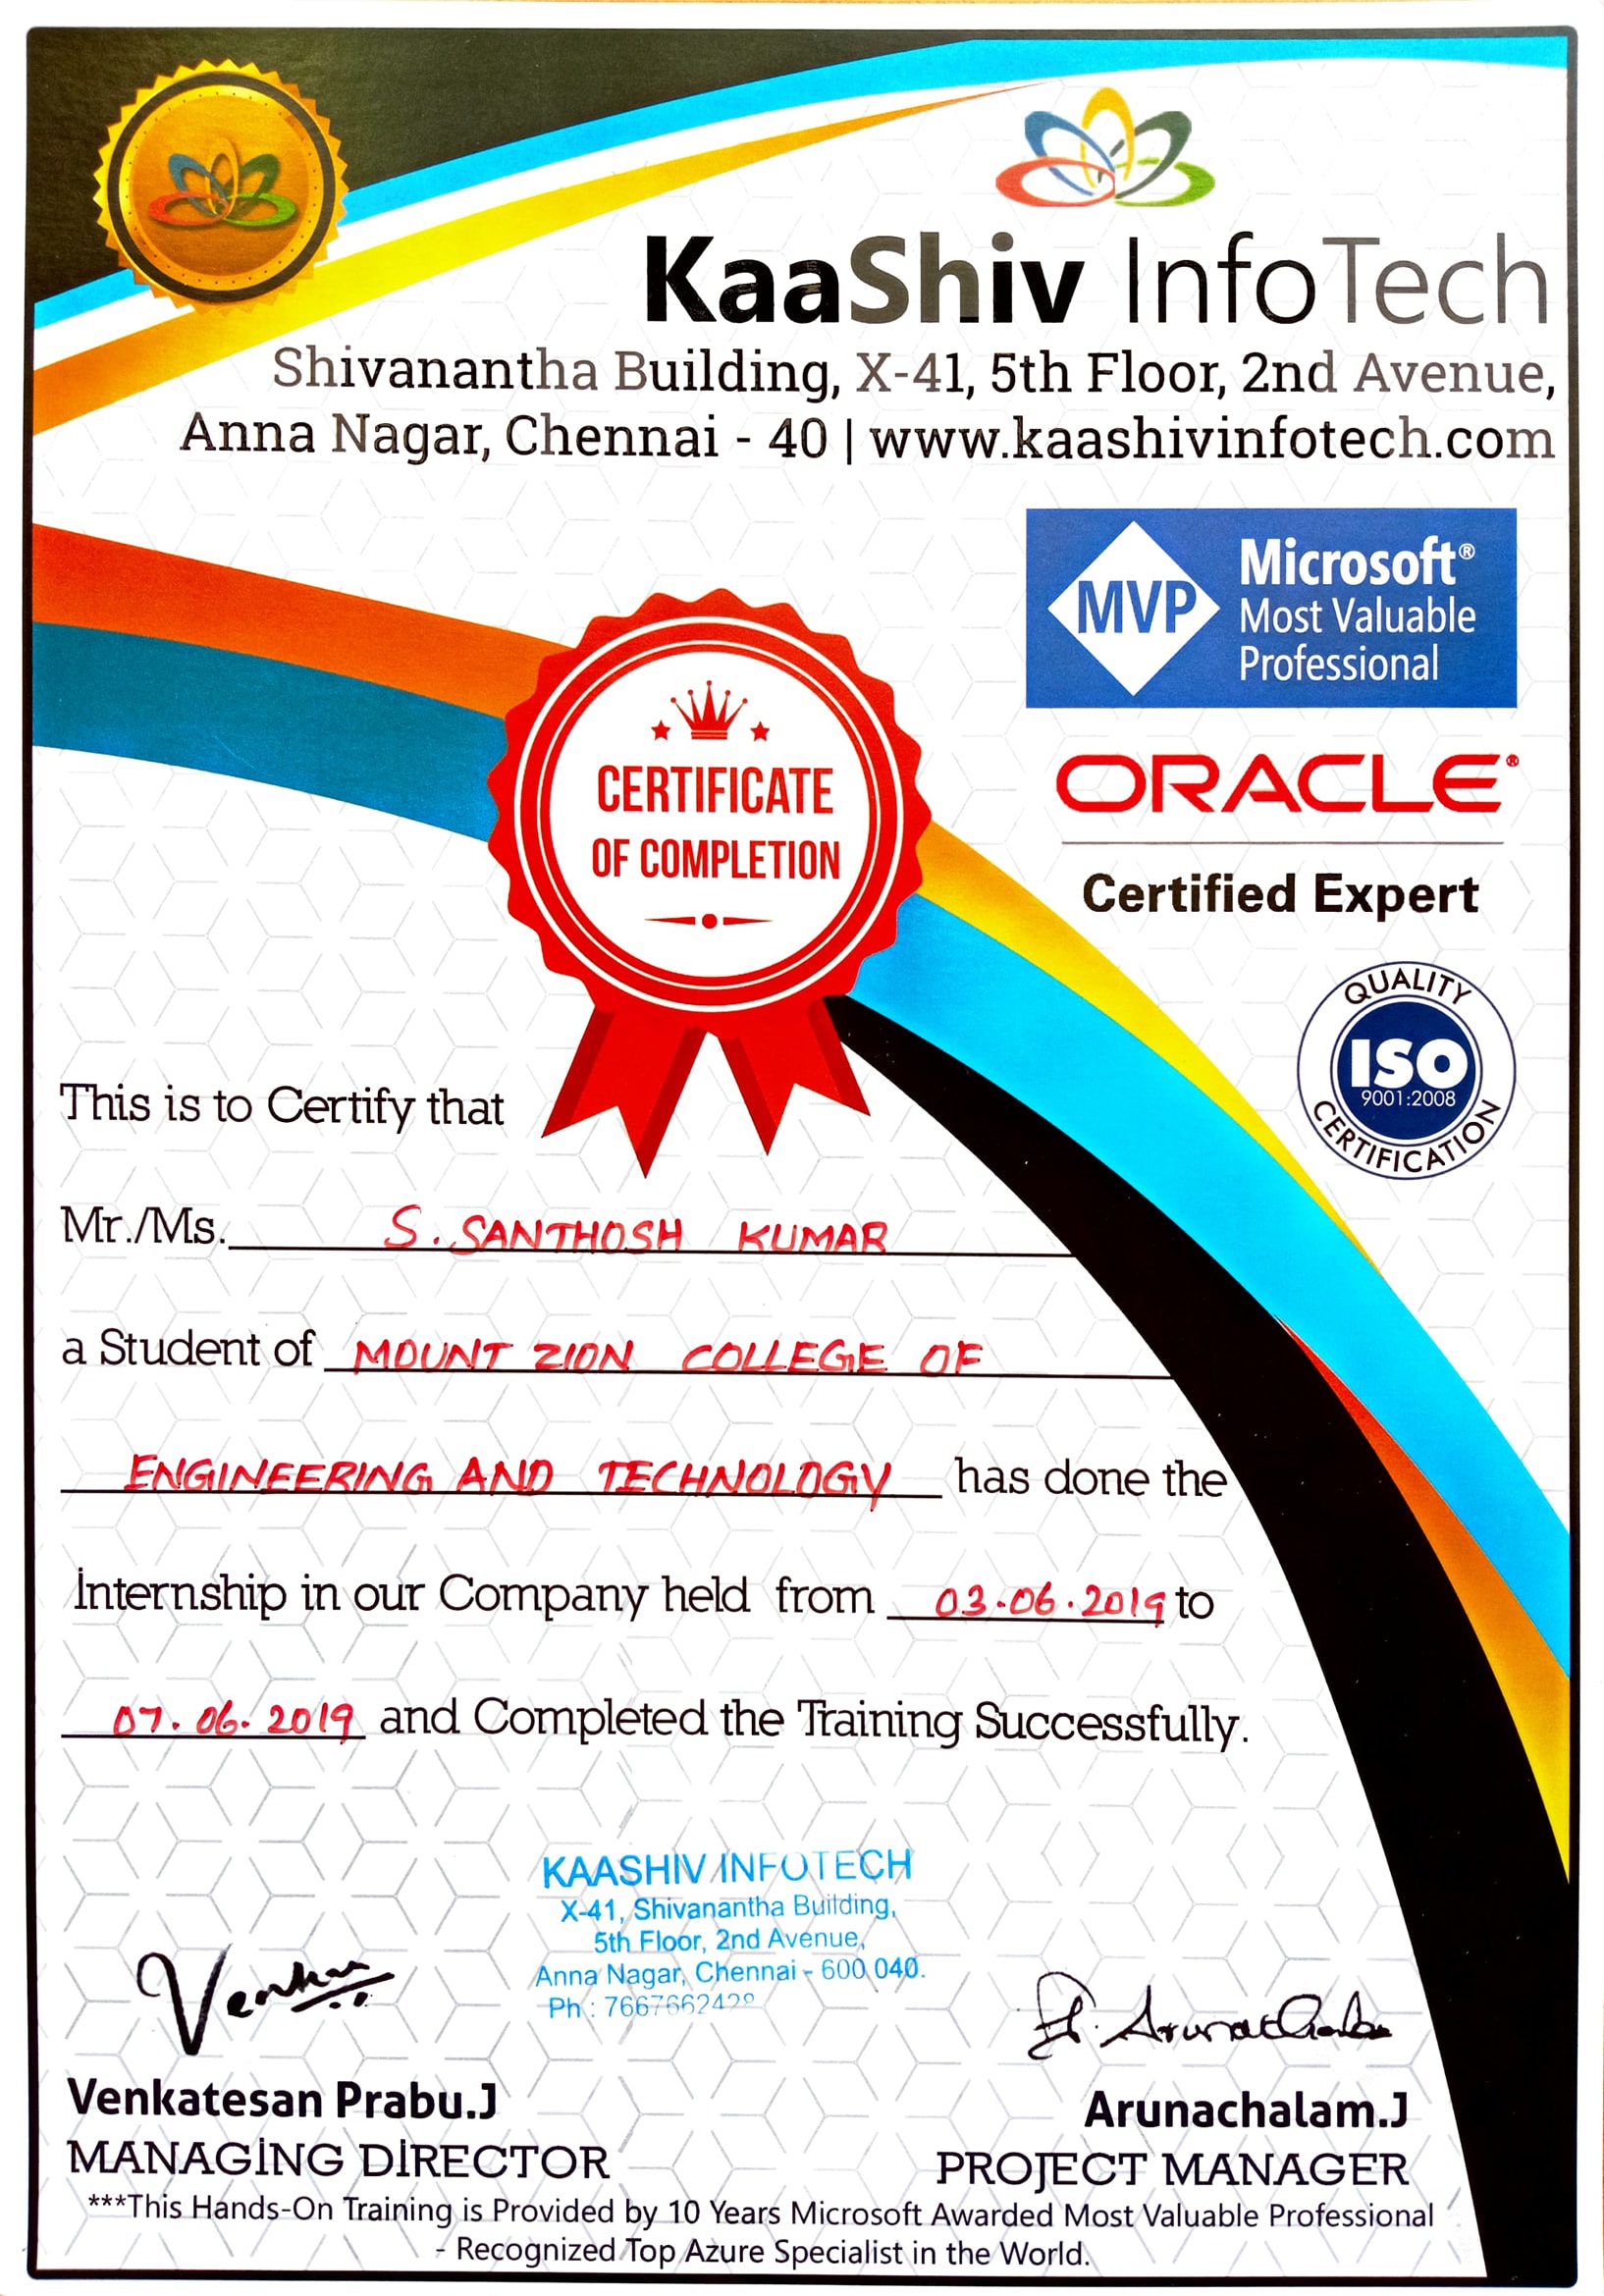 KaaShiv InfoTech
Shivanantha Building, X-41, 5th Floor, 2nd Avenue,
Anna Nagar, Chennai - 40 | www.kaashivinfotech.com
MVP
Microsoft®
Most Valuable
Professional
ORACLE®
Certified Expert
CERTIFICATE
OF COMPLETION
QUALITY
ISO
9001:2008
CERTIFICATION
This is to Certify that
Mr./Ms. S. SANTHOSH KUMAR
a Student of MOUNT ZION COLLEGE OF
ENGINEERING AND TECHNOLOGY has done the
Internship in our Company held from 03.06.2019 to
07.06.2019 and Completed the Training Successfully.
KAASHIV INFOTECH
X-41, Shivanantha Building,
5th Floor, 2nd Avenue,
Anna Nagar, Chennai - 600 040.
Ph :
Venkatesan Prabu.J
MANAGING DIRECTOR
Arunachalam.J
PROJECT MANAGER
***This Hands-On Training is Provided by 10 Years Microsoft Awarded Most Valuable Professional
- Recognized Top Azure Specialist in the World.